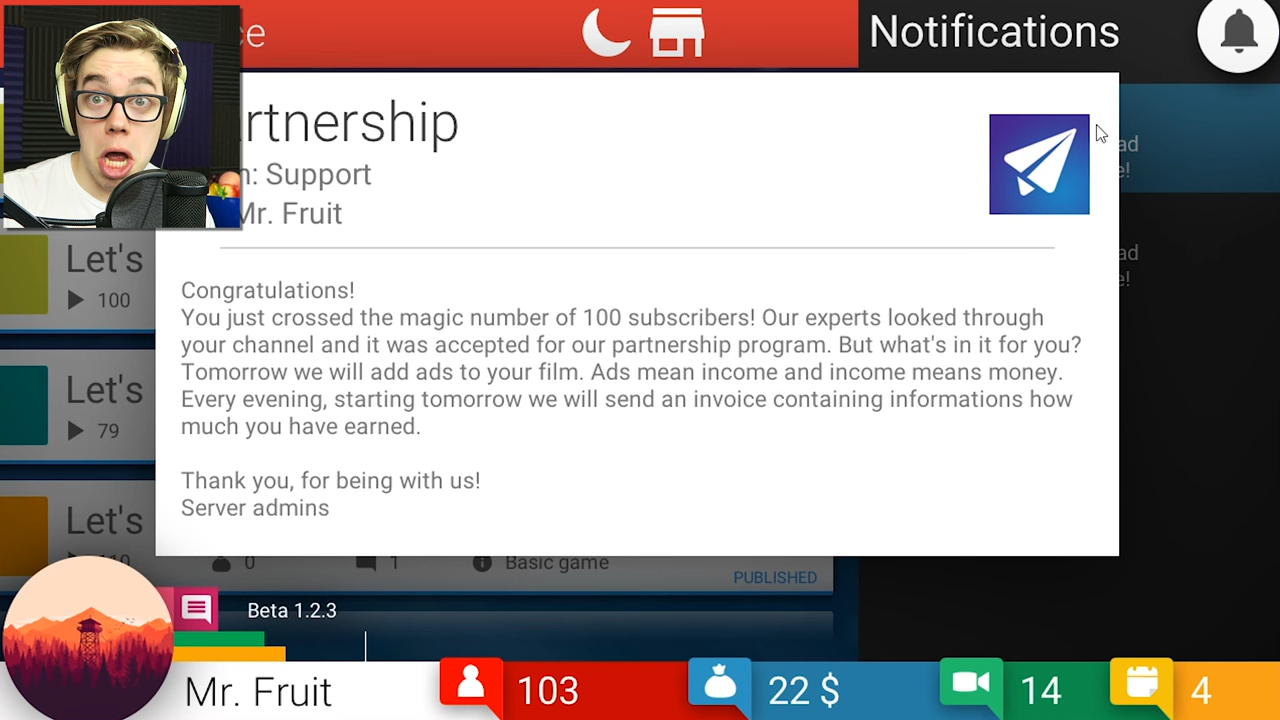 ce
Notifications
rtnership
n: Support
Mr. Fruit
ad
e!
Congratulations!
You just crossed the magic number of 100 subscribers! Our experts looked through
your channel and it was accepted for our partnership program. But what's in it for you?
Tomorrow we will add ads to your film. Ads mean income and income means money.
Every evening, starting tomorrow we will send an invoice containing informations how
much you have earned.
Thank you, for being with us!
Server admins
Let's
100
ad
e!
Let's
79
Let's
110
0
1
Basic game
PUBLISHED
Beta 1.2.3
Mr. Fruit
103
22 $
14
4